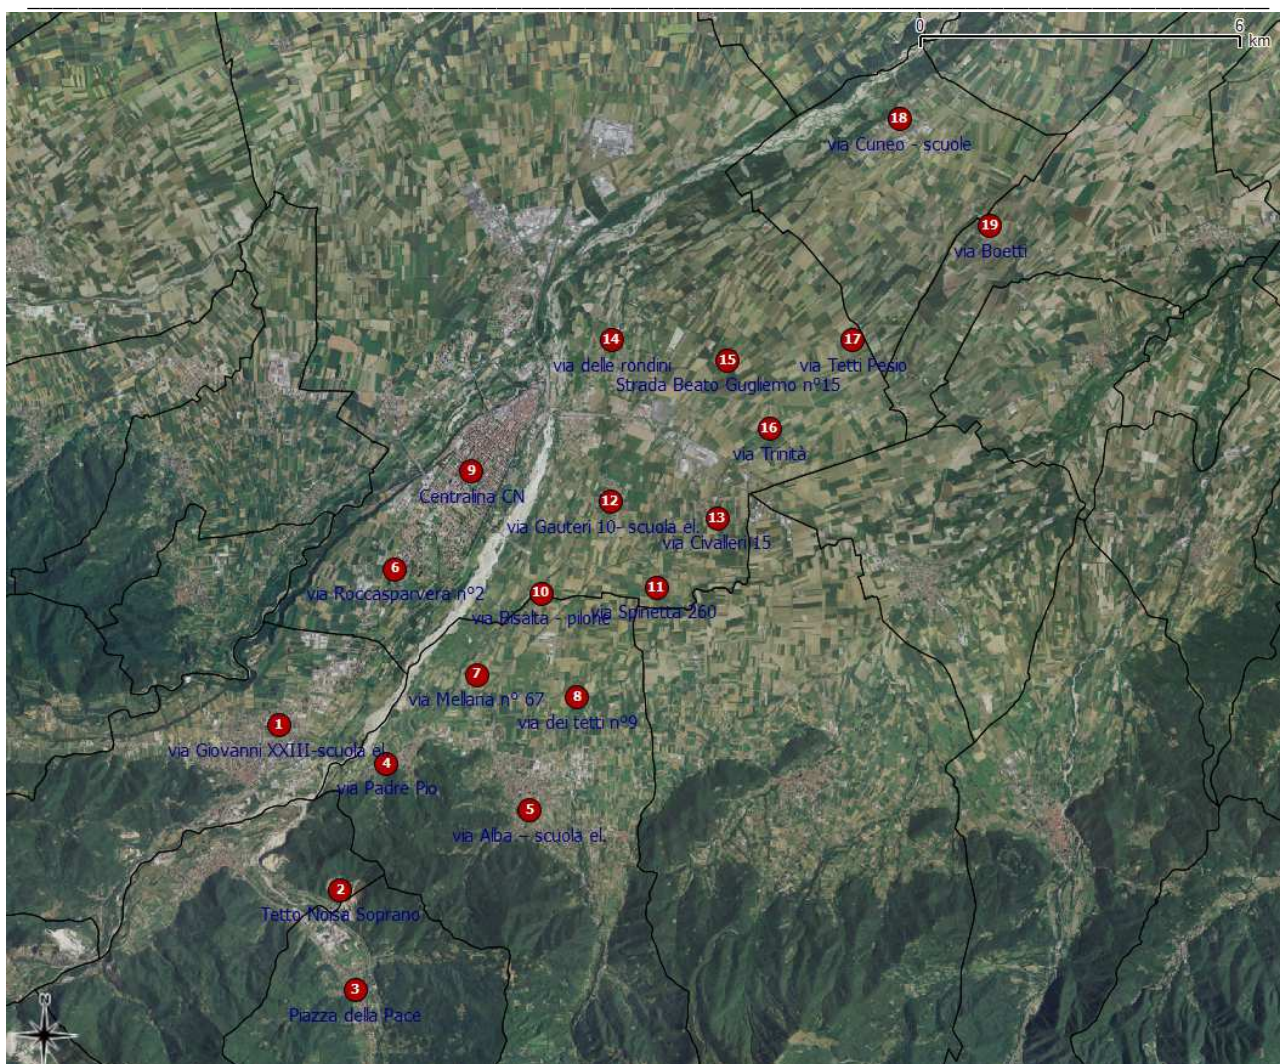 0 6
km
18
via Cuneo - scuole
19
via Boetti
14
via delle rondini
15
Strada Beato Gugliemo n°15
17
via Tetti Pesio
16
via Trinità
9
Centralina CN
12
via Gauteri 10- scuola el.
13
via Civalleri 15
6
via Roccasparvera n°2
10
via Bisalta - pilone
11
via Spinetta 260
7
via Mellana n° 67
8
via dei tetti n°9
1
via Giovanni XXIII-scuola el.
4
via Padre Pio
5
via Alba – scuola el.
2
Tetto Noisa Soprano
3
Piazza della Pace
N